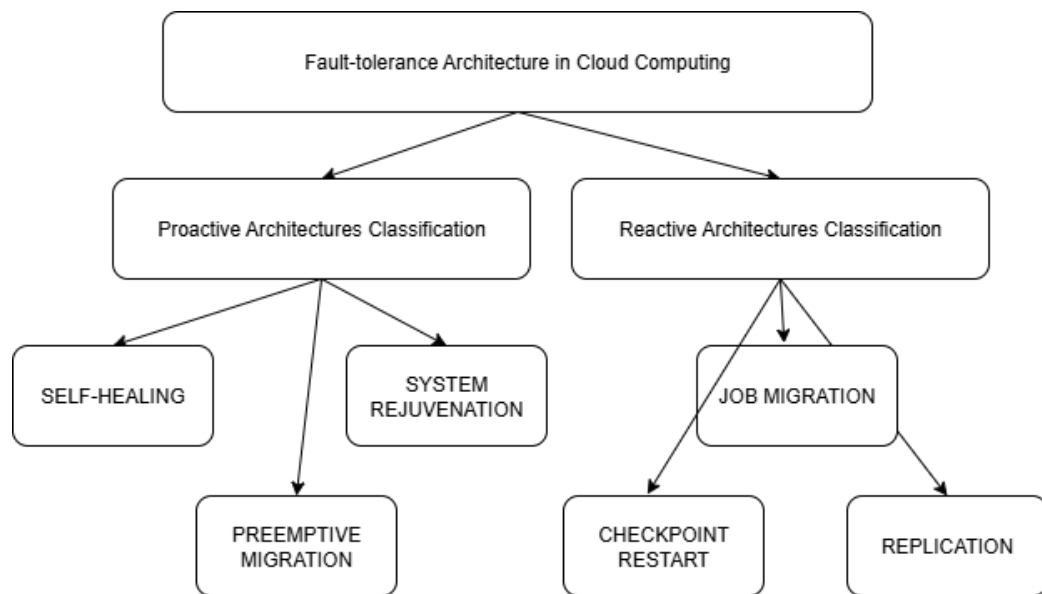 Fault-tolerance Architecture in Cloud Computing
Proactive Architectures Classification
Reactive Architectures Classification
SELF-HEALING
SYSTEM
REJUVENATION
JOB MIGRATION
PREEMPTIVE
MIGRATION
CHECKPOINT
RESTART
REPLICATION